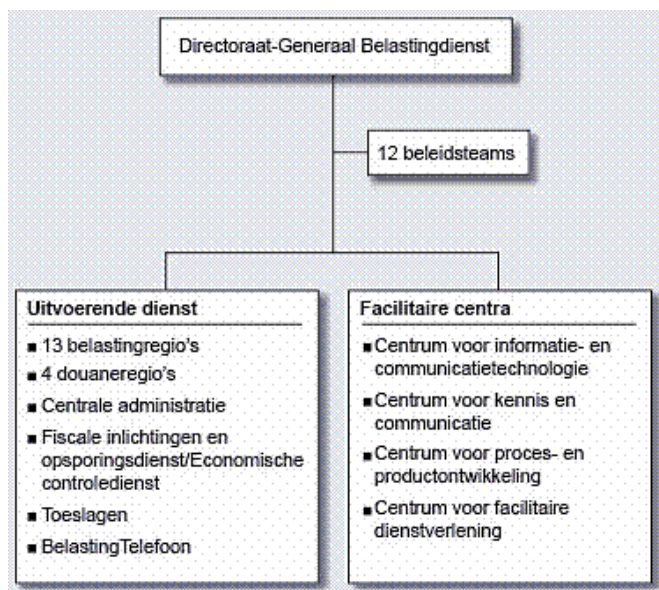 Directoraat-Generaal Belastingdienst
12 beleidsteams
Uitvoerende dienst
■ 13 belastingregio's
■ 4 douaneregio's
■ Centrale administratie
■ Fiscale inlichtingen en
opsporingsdienst/Economische
controledienst
■ Toeslagen
■ BelastingTelefoon
Facilitaire centra
■ Centrum voor informatie- en
communicatietechnologie
■ Centrum voor kennis en
communicatie
■ Centrum voor proces- en
productontwikkeling
■ Centrum voor facilitaire
dienstverlening